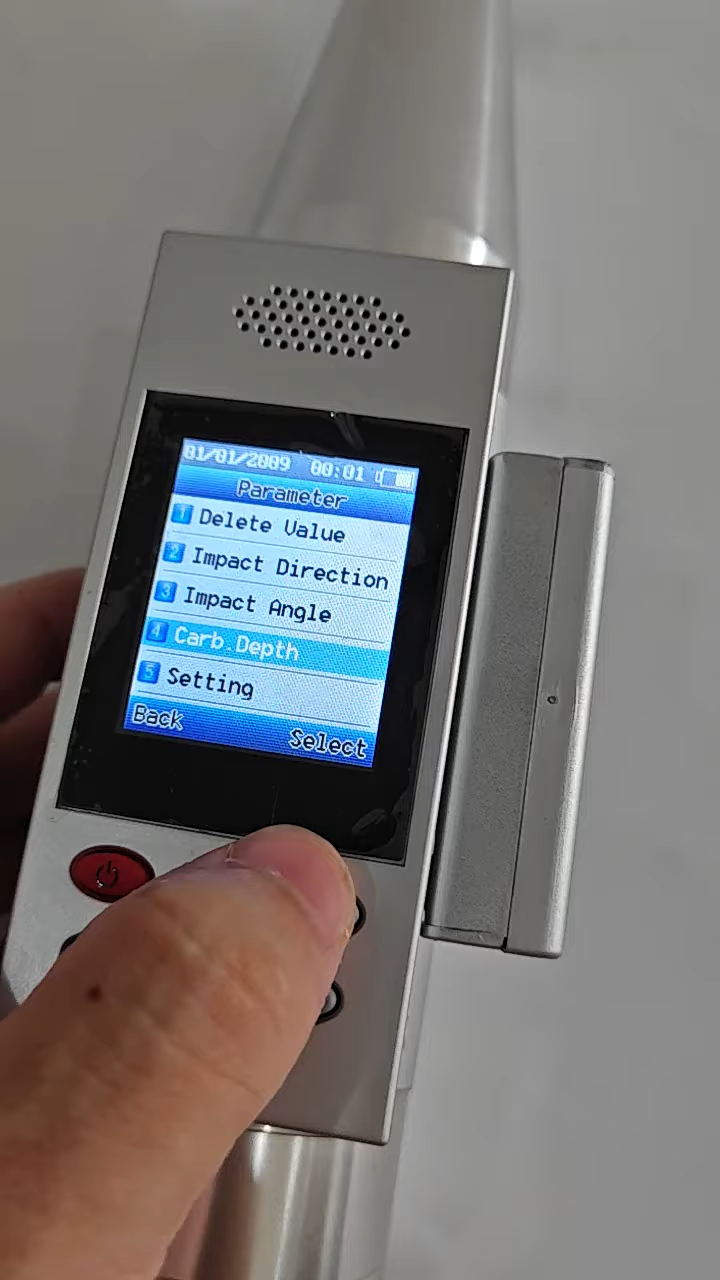 01/01/2009 00:01
Parameter
1 Delete Value
2 Impact Direction
3 Impact Angle
4 Carb.Depth
5 Setting
Back Select